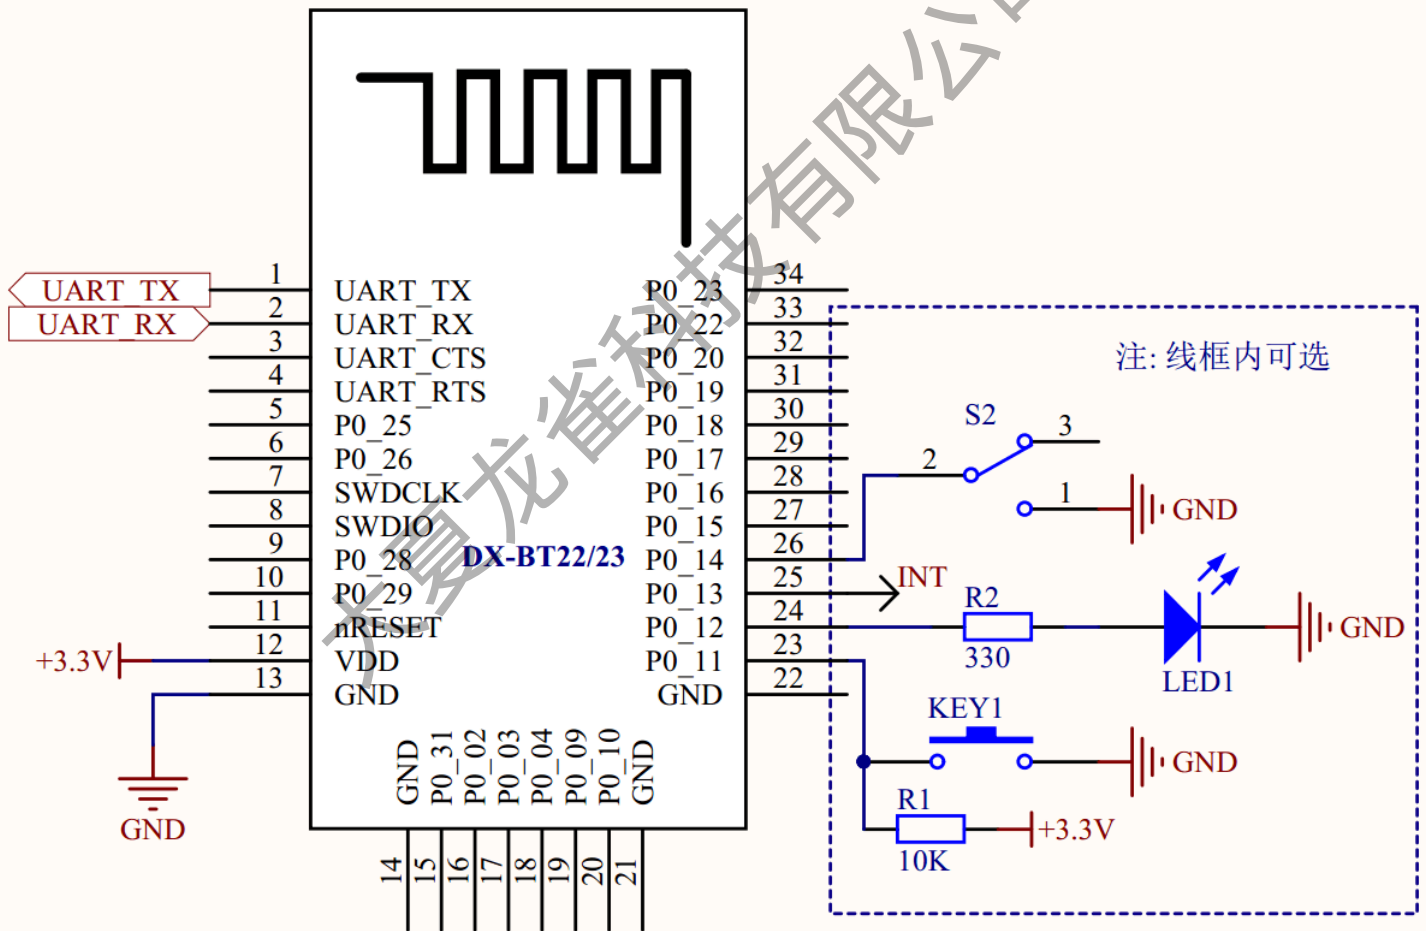 UART_TX
UART_RX
1
2
3
4
5
6
7
8
9
10
11
12
13
+3.3V
GND
UART_TX
UART_RX
UART_CTS
UART_RTS
P0_25
P0_26
SWDCLK
SWDIO
P0_28
P0_29
nRESET
VDD
GND
DX-BT22/23
P0_23
P0_22
P0_20
P0_19
P0_18
P0_17
P0_16
P0_15
P0_14
P0_13
P0_12
P0_11
GND
34
33
32
31
30
29
28
27
26
25
24
23
22
GND
P0_31
P0_02
P0_03
P0_04
P0_09
P0_10
GND
14
15
16
17
18
19
20
21
注: 线框内可选
S2
3
2
1
GND
INT
R2
330
LED1
GND
KEY1
GND
R1
10K
+3.3V
大夏龙雀科技有限公司